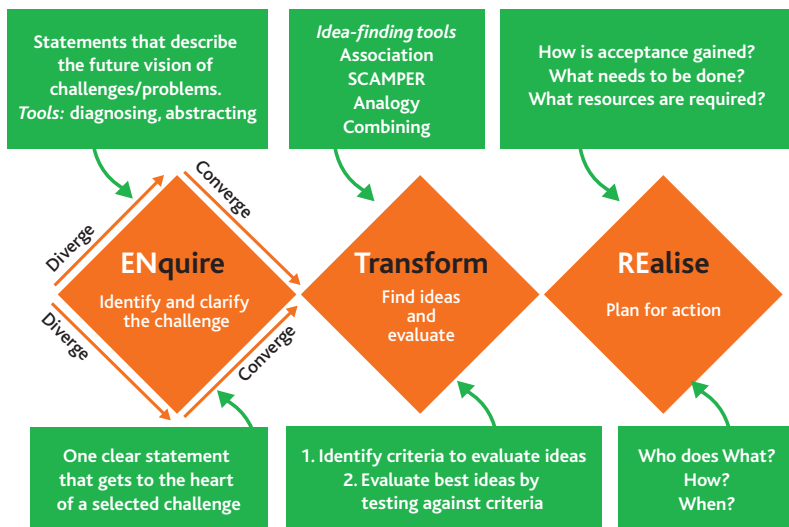 Statements that describe
the future vision of
challenges/problems.
Tools: diagnosing, abstracting
Idea-finding tools
Association
SCAMPER
Analogy
Combining
How is acceptance gained?
What needs to be done?
What resources are required?
Diverge
Converge
ENquire
Identify and clarify
the challenge
Diverge
Converge
Transform
Find ideas
and
evaluate
REalise
Plan for action
One clear statement
that gets to the heart
of a selected challenge
1. Identify criteria to evaluate ideas
2. Evaluate best ideas by
testing against criteria
Who does What?
How?
When?